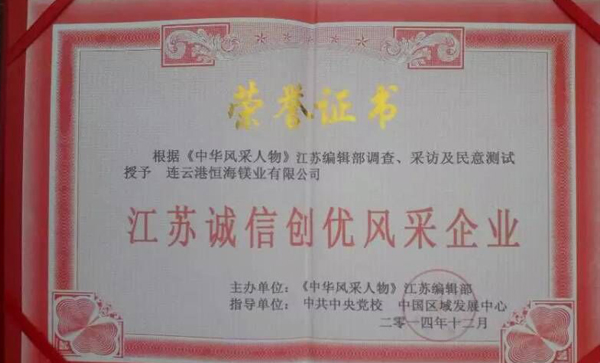 荣誉证书
根据《中华风采人物》江苏编辑部调查、采访及民意测试
授予 连云港恒海镁业有限公司
江苏诚信创优风采企业
主办单位：《中华风采人物》江苏编辑部
指导单位： 中共中央党校 中国区域发展中心
二零一四年十二月